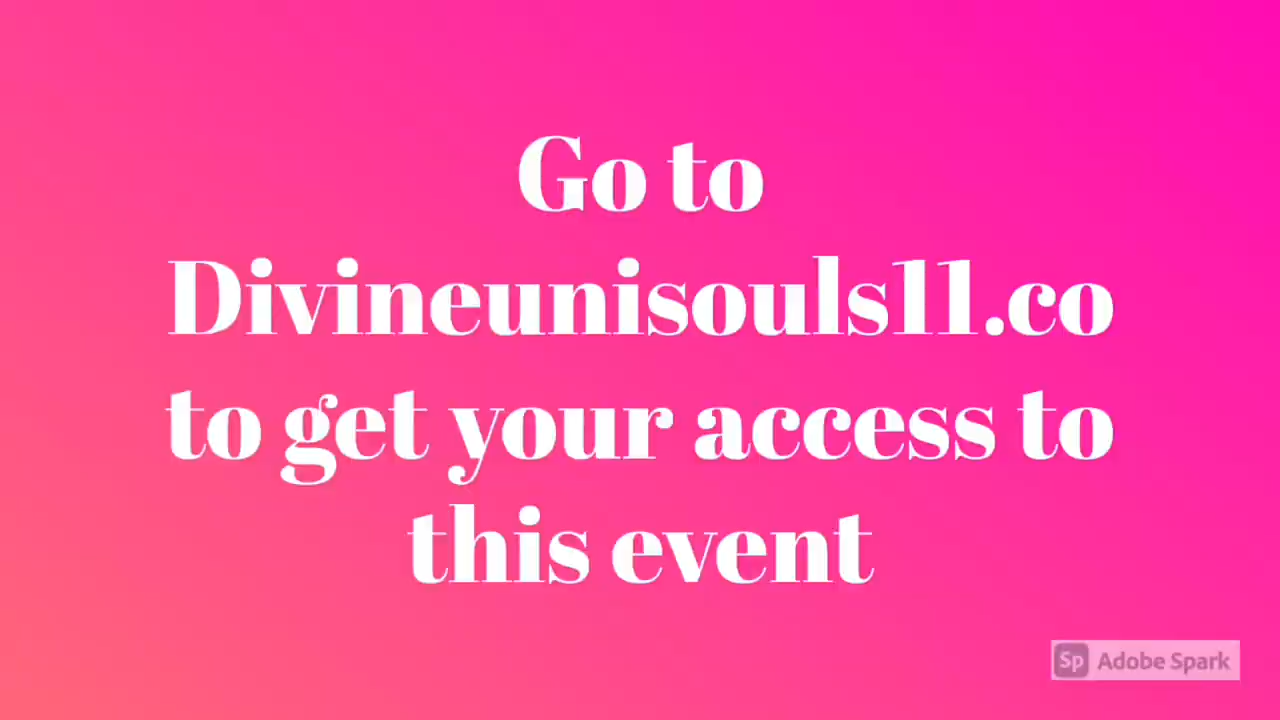 Go to
Divineunisouls11.co
to get your access to
this event
Sp Adobe Spark